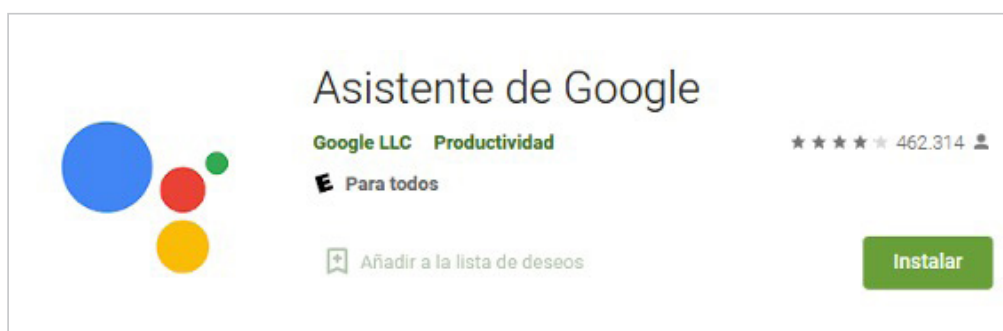 Asistente de Google
Google LLC Productividad 462.314
E Para todos
Añadir a la lista de deseos Instalar